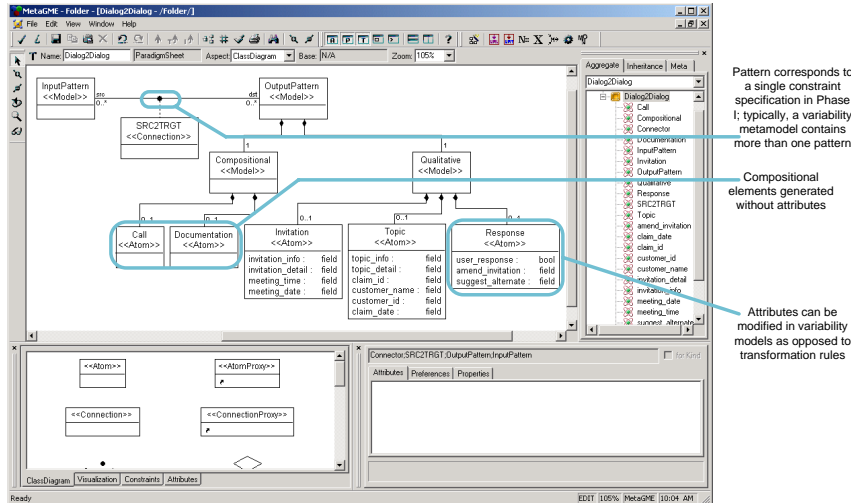 MetaGME - Folder - [Dialog2Dialog - /Folder/]
File Edit View Window Help
Name: Dialog2Dialog ParadigmSheet Aspect: ClassDiagram Base: N/A Zoom: 105%
InputPattern
<<Model>>
src
0..*
dst
0..*
OutputPattern
<<Model>>
SRC2TRGT
<<Connection>>
1
1
Compositional
<<Model>>
Qualitative
<<Model>>
0..1
0..1
0..1
0..1
Call
<<Atom>>
Documentation
<<Atom>>
Invitation
<<Atom>>
invitation_info : field
invitation_detail : field
meeting_time : field
meeting_date : field
Topic
<<Atom>>
topic_info : field
topic_detail : field
claim_id : field
customer_name : field
customer_id : field
claim_date : field
Response
<<Atom>>
user_response : bool
amend_invitation : field
suggest_alternate : field
Aggregate Inheritance Meta
Dialog2Dialog
Dialog2Dialog
Call
Compositional
Connector
Documentation
InputPattern
Invitation
OutputPattern
Qualitative
Response
SRC2TRGT
Topic
amend_invitation
claim_date
claim_id
customer_id
customer_name
invitation_detail
invitation_info
meeting_date
meeting_time
suggest_alternate
Pattern corresponds to
a single constraint
specification in Phase
I; typically, a variability
metamodel contains
more than one pattern
Compositional
elements generated
without attributes
Attributes can be
modified in variability
models as opposed to
transformation rules
<<Atom>>
<<AtomProxy>>
<<Connection>>
<<ConnectionProxy>>
ClassDiagram Visualization Constraints Attributes
Connector;SRC2TRGT;OutputPattern;InputPattern
for Kind
Attributes Preferences Properties
Ready
EDIT 105% MetaGME 10:04 AM